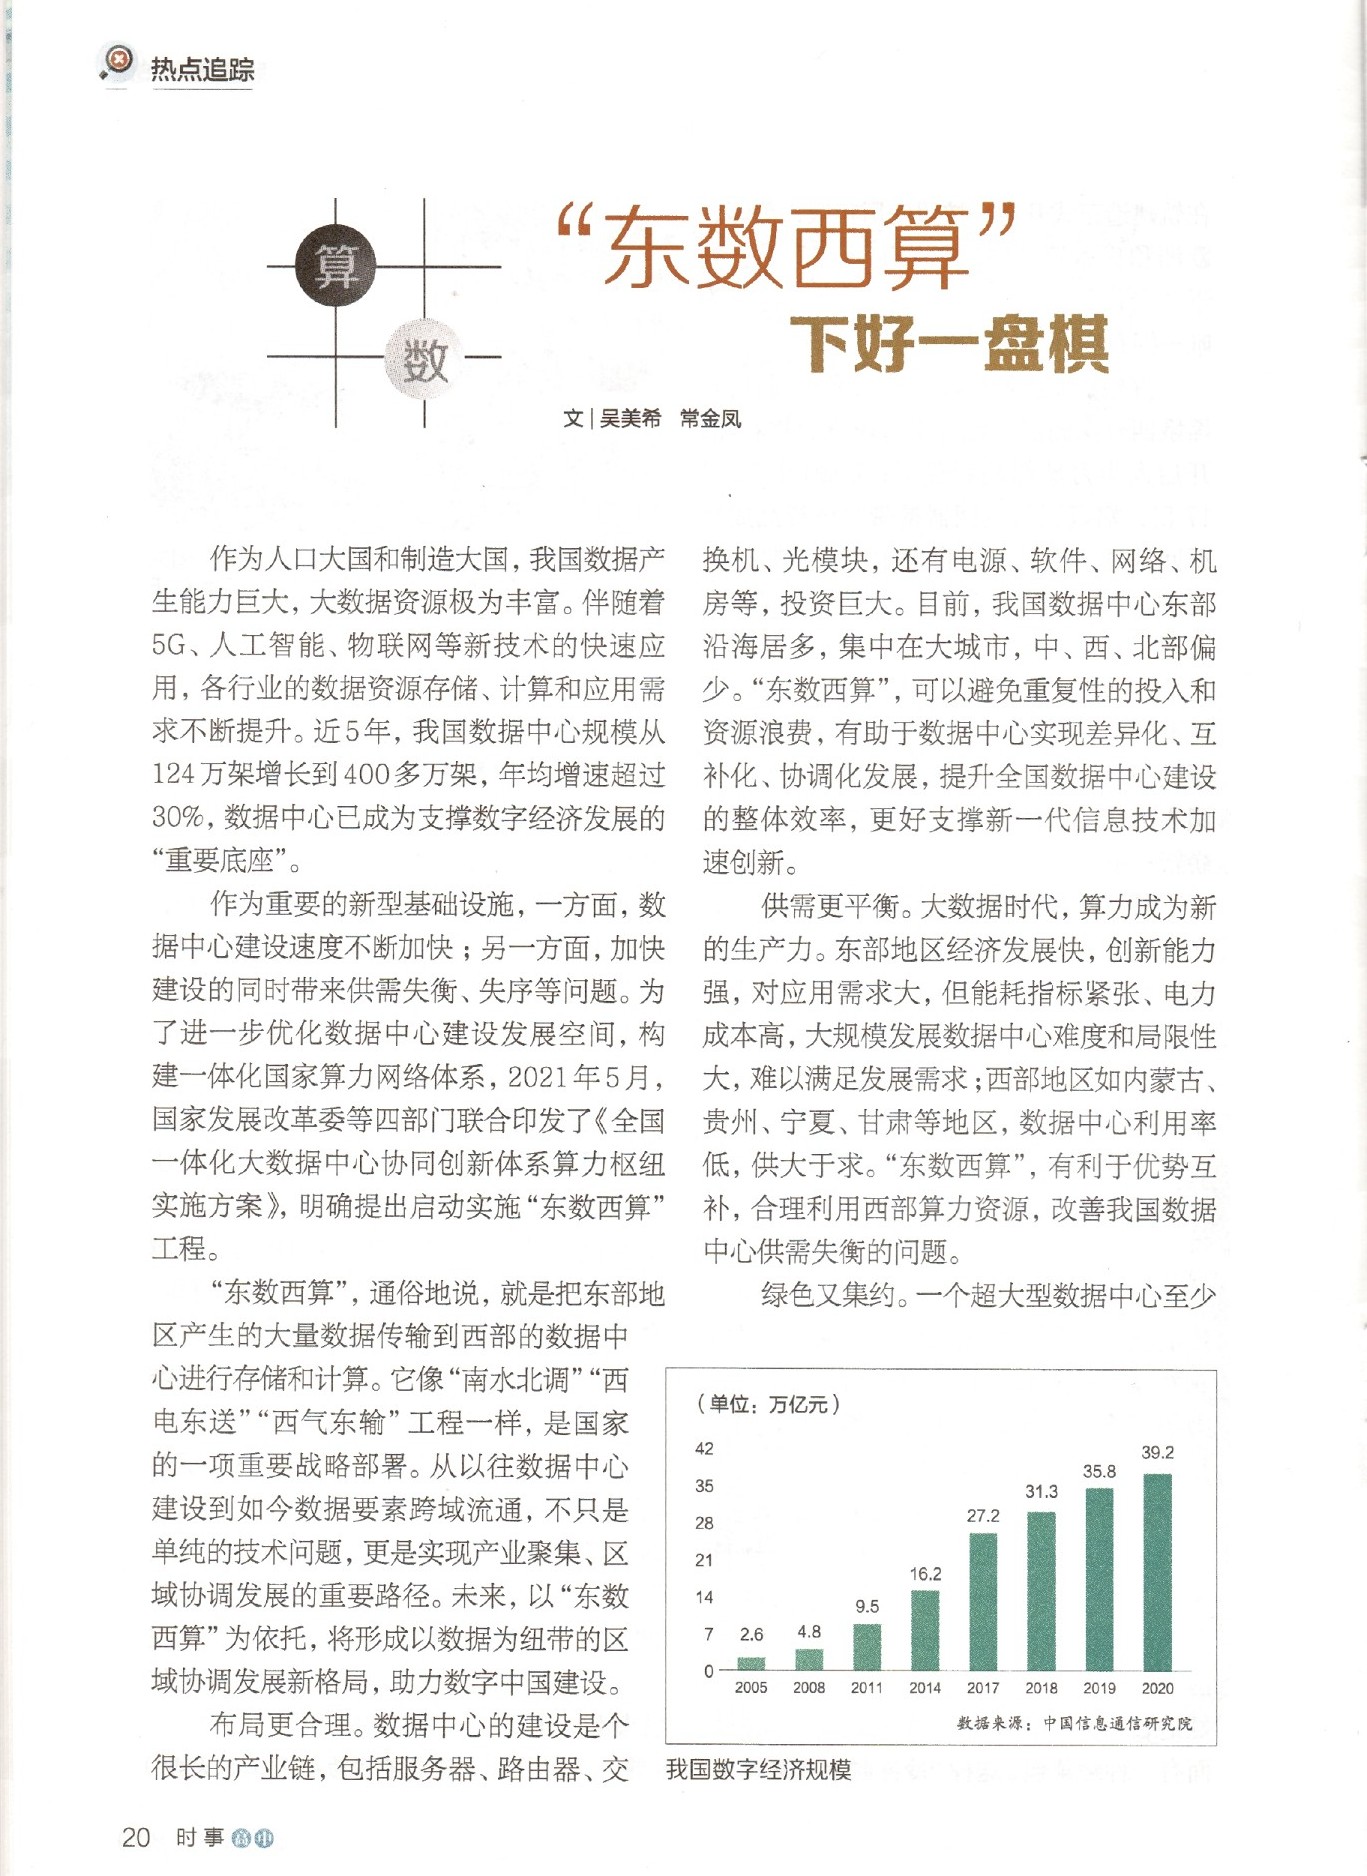 热点追踪
算
数
“东数西算”
下好一盘棋
文|吴美希 常金凤
作为人口大国和制造大国，我国数据产
生能力巨大，大数据资源极为丰富。伴随着
5G、人工智能、物联网等新技术的快速应
用，各行业的数据资源存储、计算和应用需
求不断提升。近5年，我国数据中心规模从
124万架增长到400多万架，年均增速超过
30%，数据中心已成为支撑数字经济发展的
“重要底座”。
作为重要的新型基础设施，一方面，数
据中心建设速度不断加快；另一方面，加快
建设的同时带来供需失衡、失序等问题。为
了进一步优化数据中心建设发展空间，构
建一体化国家算力网络体系，2021年5月，
国家发展改革委等四部门联合印发了《全国
一体化大数据中心协同创新体系算力枢纽
实施方案》，明确提出启动实施“东数西算”
工程。
“东数西算”，通俗地说，就是把东部地
区产生的大量数据传输到西部的数据中
心进行存储和计算。它像“南水北调”“西
电东送”“西气东输”工程一样，是国家
的一项重要战略部署。从以往数据中心
建设到如今数据要素跨域流通，不只是
单纯的技术问题，更是实现产业聚集、区
域协调发展的重要路径。未来，以“东数
西算”为依托，将形成以数据为纽带的区
域协调发展新格局，助力数字中国建设。
布局更合理。数据中心的建设是个
很长的产业链，包括服务器、路由器、交
换机、光模块，还有电源、软件、网络、机
房等，投资巨大。目前，我国数据中心东部
沿海居多，集中在大城市，中、西、北部偏
少。“东数西算”，可以避免重复性的投入和
资源浪费，有助于数据中心实现差异化、互
补化、协调化发展，提升全国数据中心建设
的整体效率，更好支撑新一代信息技术加
速创新。
供需更平衡。大数据时代，算力成为新
的生产力。东部地区经济发展快，创新能力
强，对应用需求大，但能耗指标紧张、电力
成本高，大规模发展数据中心难度和局限性
大，难以满足发展需求；西部地区如内蒙古、
贵州、宁夏、甘肃等地区，数据中心利用率
低，供大于求。“东数西算”，有利于优势互
补，合理利用西部算力资源，改善我国数据
中心供需失衡的问题。
绿色又集约。一个超大型数据中心至少
（单位：万亿元）
42
35
28
21
14
7
0
2.6 4.8 9.5 16.2 27.2 31.3 35.8 39.2
2005 2008 2011 2014 2017 2018 2019 2020
数据来源：中国信息通信研究院
我国数字经济规模
20 时事高中